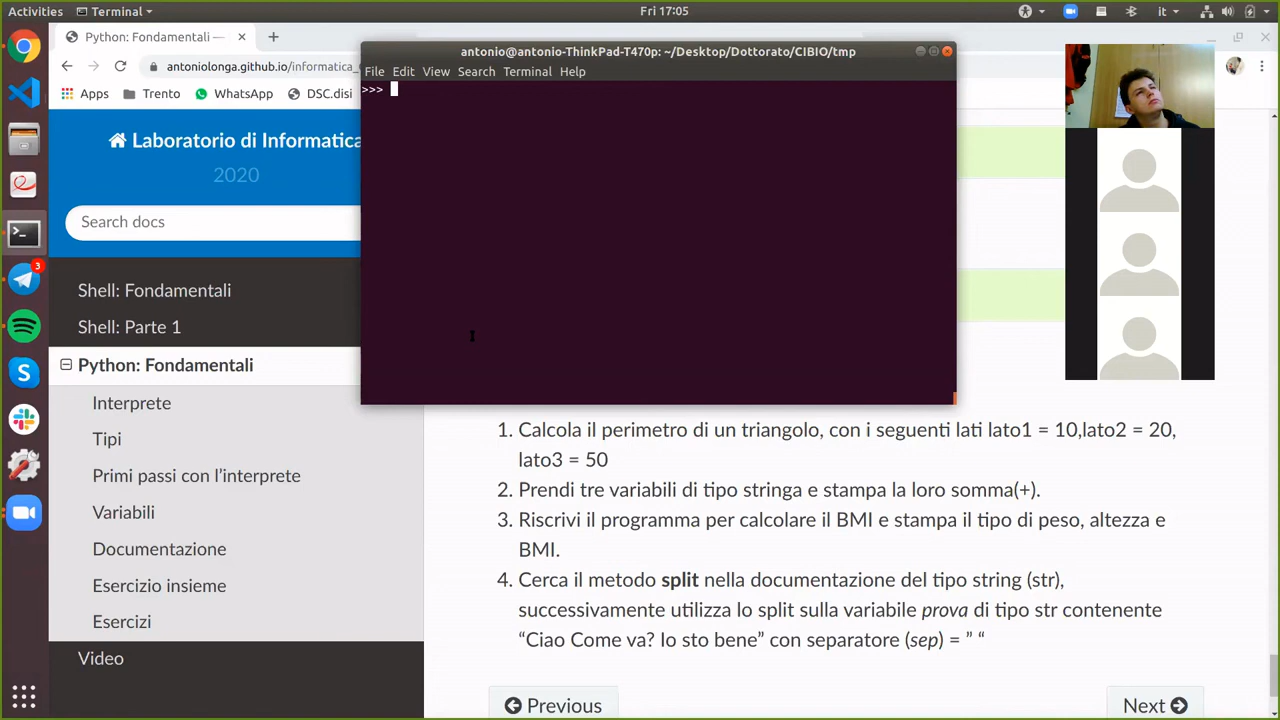 Activities Terminal Fri 17:05 it
Python: Fondamentali —
antoniolonga.github.io/informatica_
Apps Trento WhatsApp DSC.disi
antonio@antonio-ThinkPad-T470p: ~/Desktop/Dottorato/CIBIO/tmp
File Edit View Search Terminal Help
>>>
Laboratorio di Informatica
2020
Search docs
3
Shell: Fondamentali
Shell: Parte 1
Python: Fondamentali
Interprete
Tipi
Primi passi con l’interprete
Variabili
Documentazione
Esercizio insieme
Esercizi
Video
1. Calcola il perimetro di un triangolo, con i seguenti lati lato1 = 10,lato2 = 20,
lato3 = 50
2. Prendi tre variabili di tipo stringa e stampa la loro somma(+).
3. Riscrivi il programma per calcolare il BMI e stampa il tipo di peso, altezza e
BMI.
4. Cerca il metodo split nella documentazione del tipo string (str),
successivamente utilizza lo split sulla variabile prova di tipo str contenente
“Ciao Come va? Io sto bene” con separatore (sep) = ” “
Previous
Next